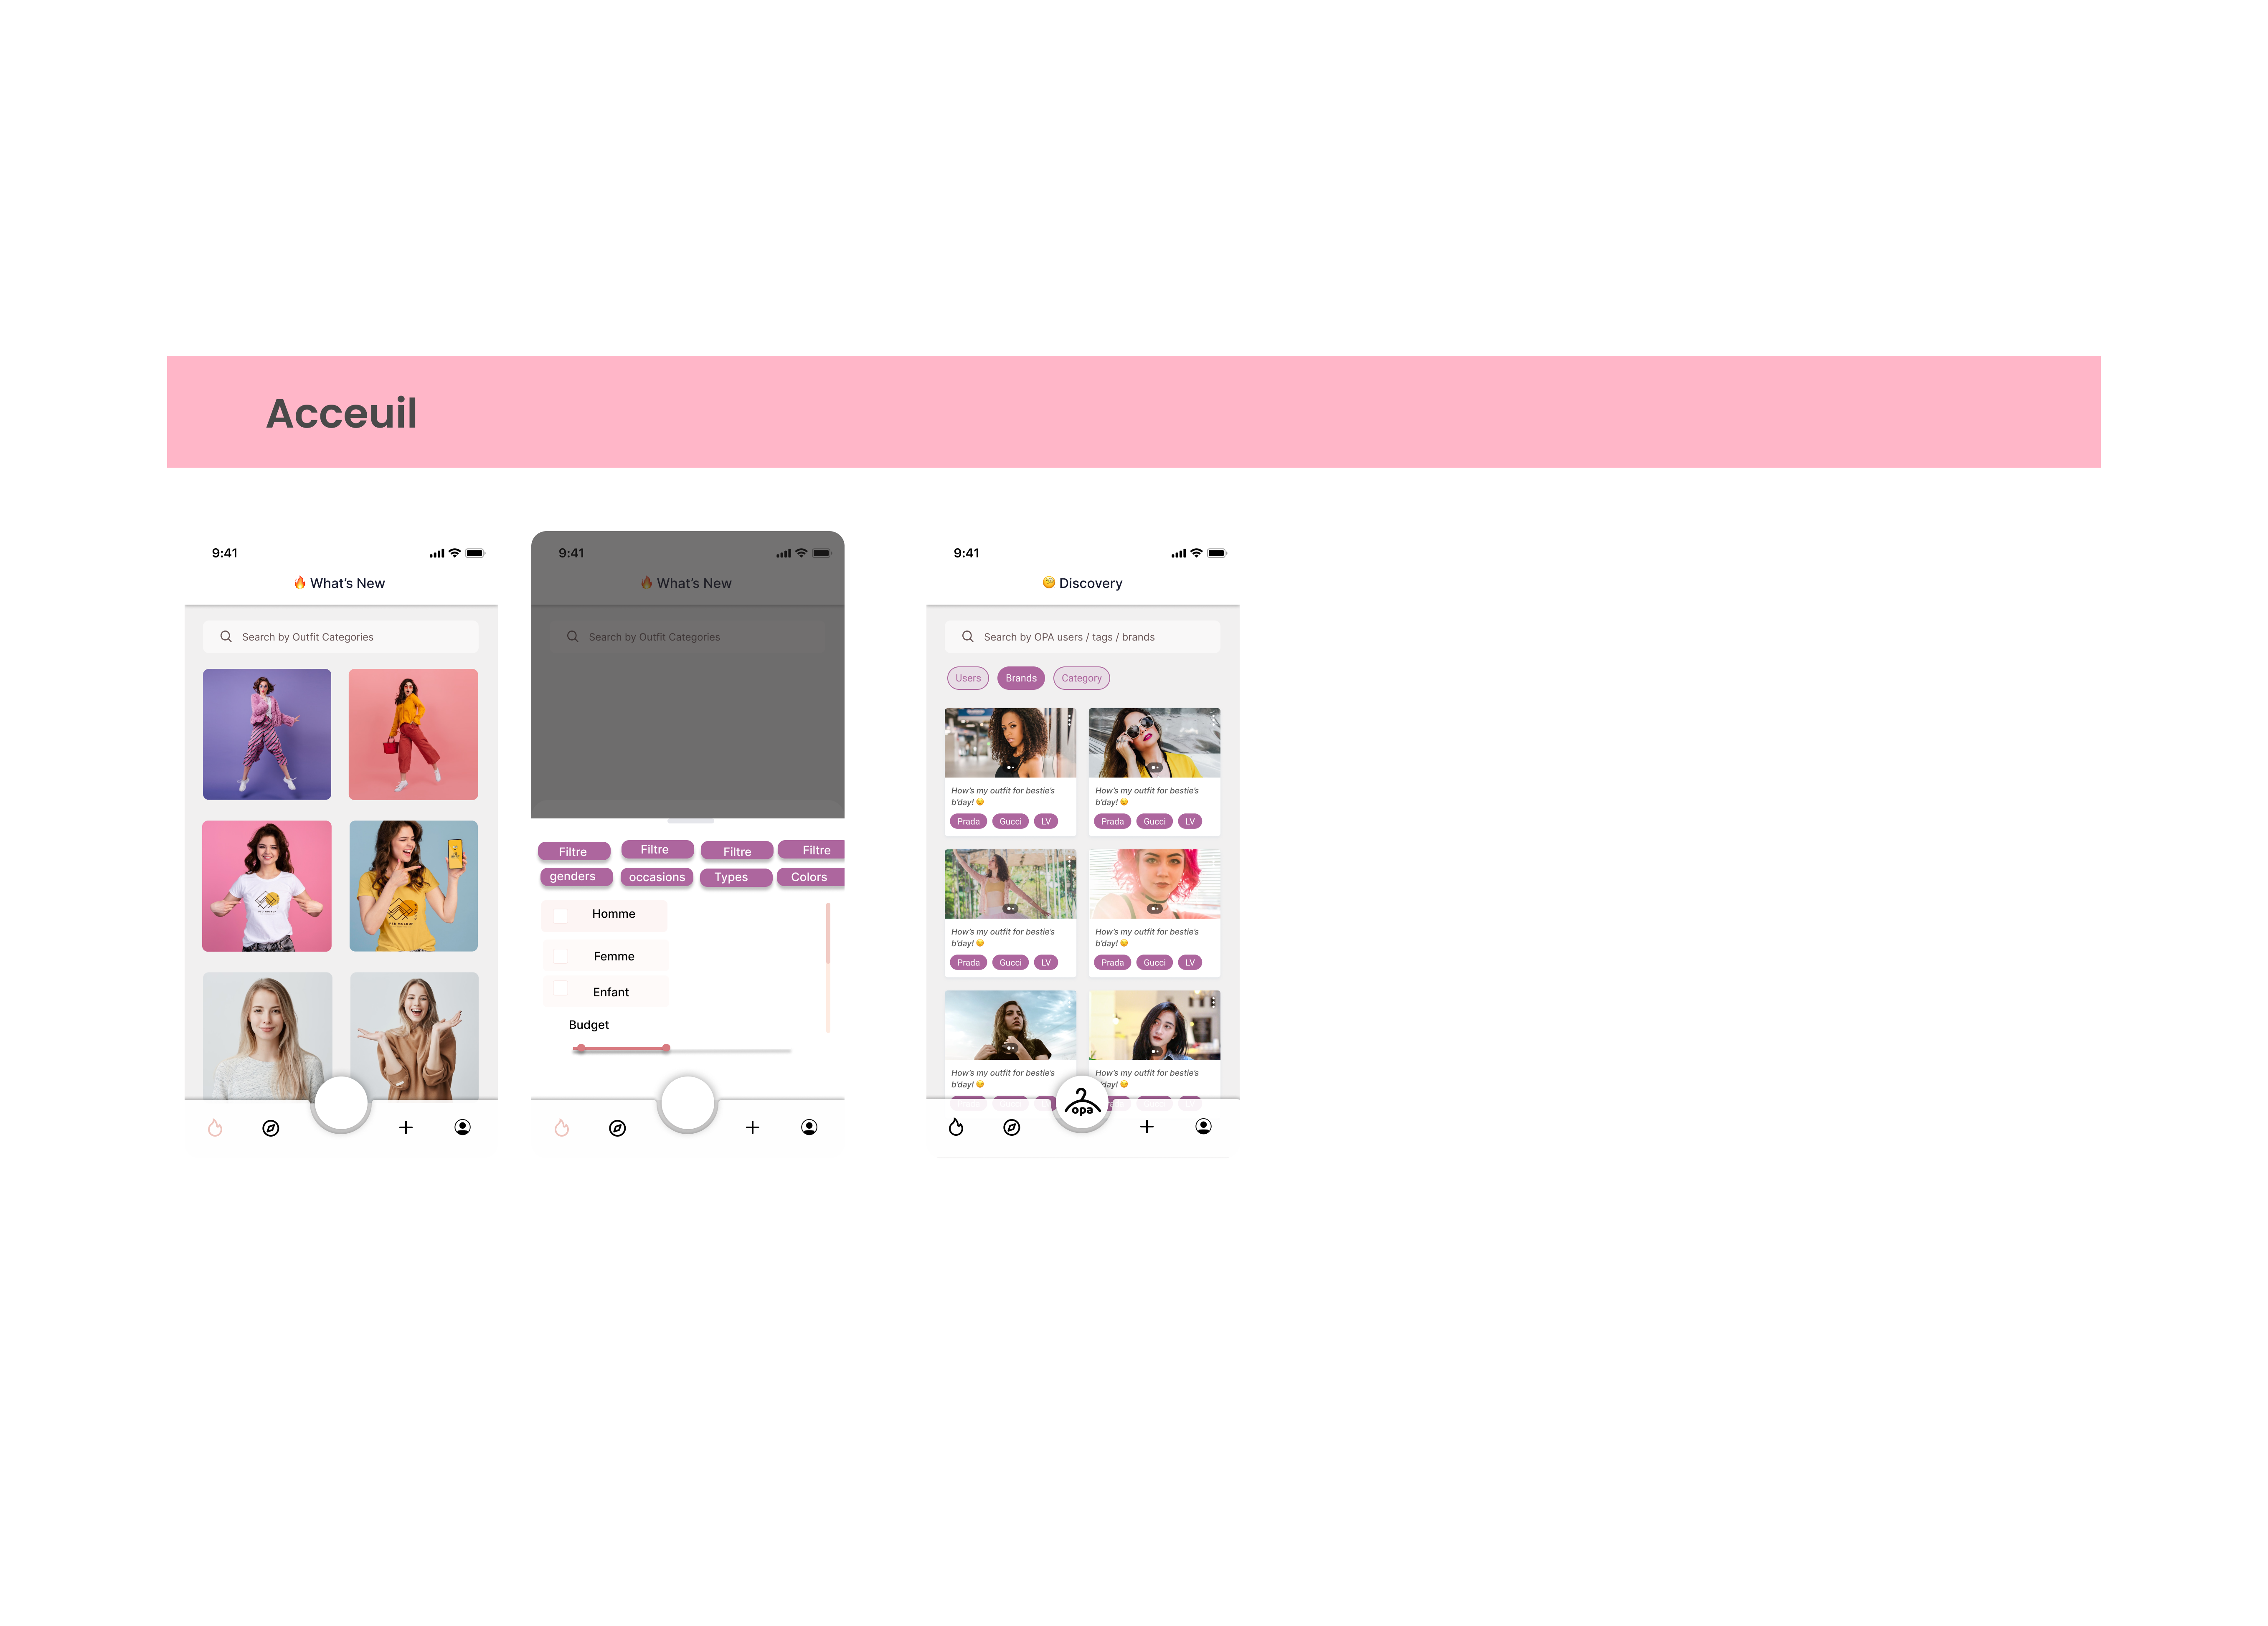 Acceuil
9:41
🔥 What's New
Search by Outfit Categories
9:41
🔥 What's New
Search by Outfit Categories
Filtre Filtre Filtre Filtre
genders occasions Types Colors
Homme
Femme
Enfant
Budget
9:41
🧐 Discovery
Search by OPA users / tags / brands
Users Brands Category
How's my outfit for bestie's
b'day! 😉
Prada Gucci LV
How's my outfit for bestie's
b'day! 😉
Prada Gucci LV
How's my outfit for bestie's
b'day! 😉
Prada Gucci LV
How's my outfit for bestie's
b'day! 😉
Prada Gucci LV
How's my outfit for bestie's
b'day! 😉
How's my outfit for bestie's
b'day! 😉
opa